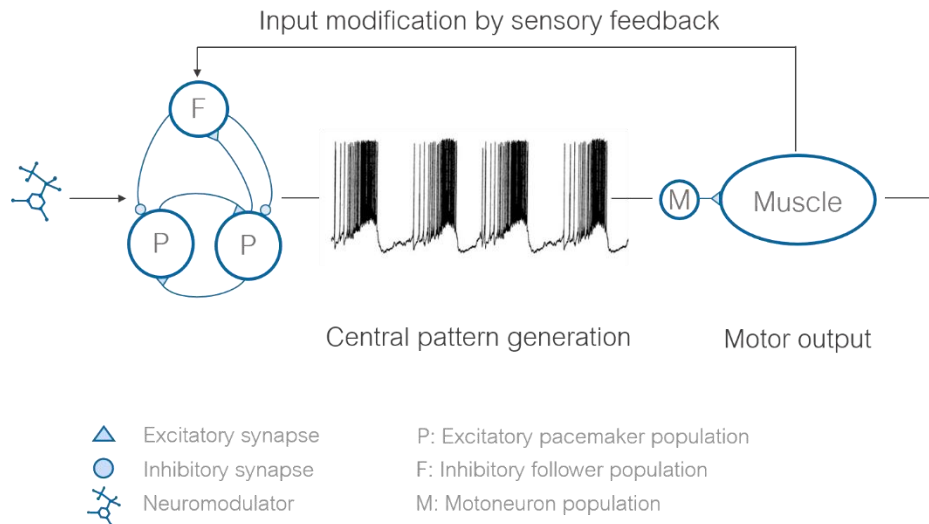 Input modification by sensory feedback
F
P
P
M
Muscle
Central pattern generation
Motor output
Excitatory synapse
P: Excitatory pacemaker population
Inhibitory synapse
F: Inhibitory follower population
Neuromodulator
M: Motoneuron population